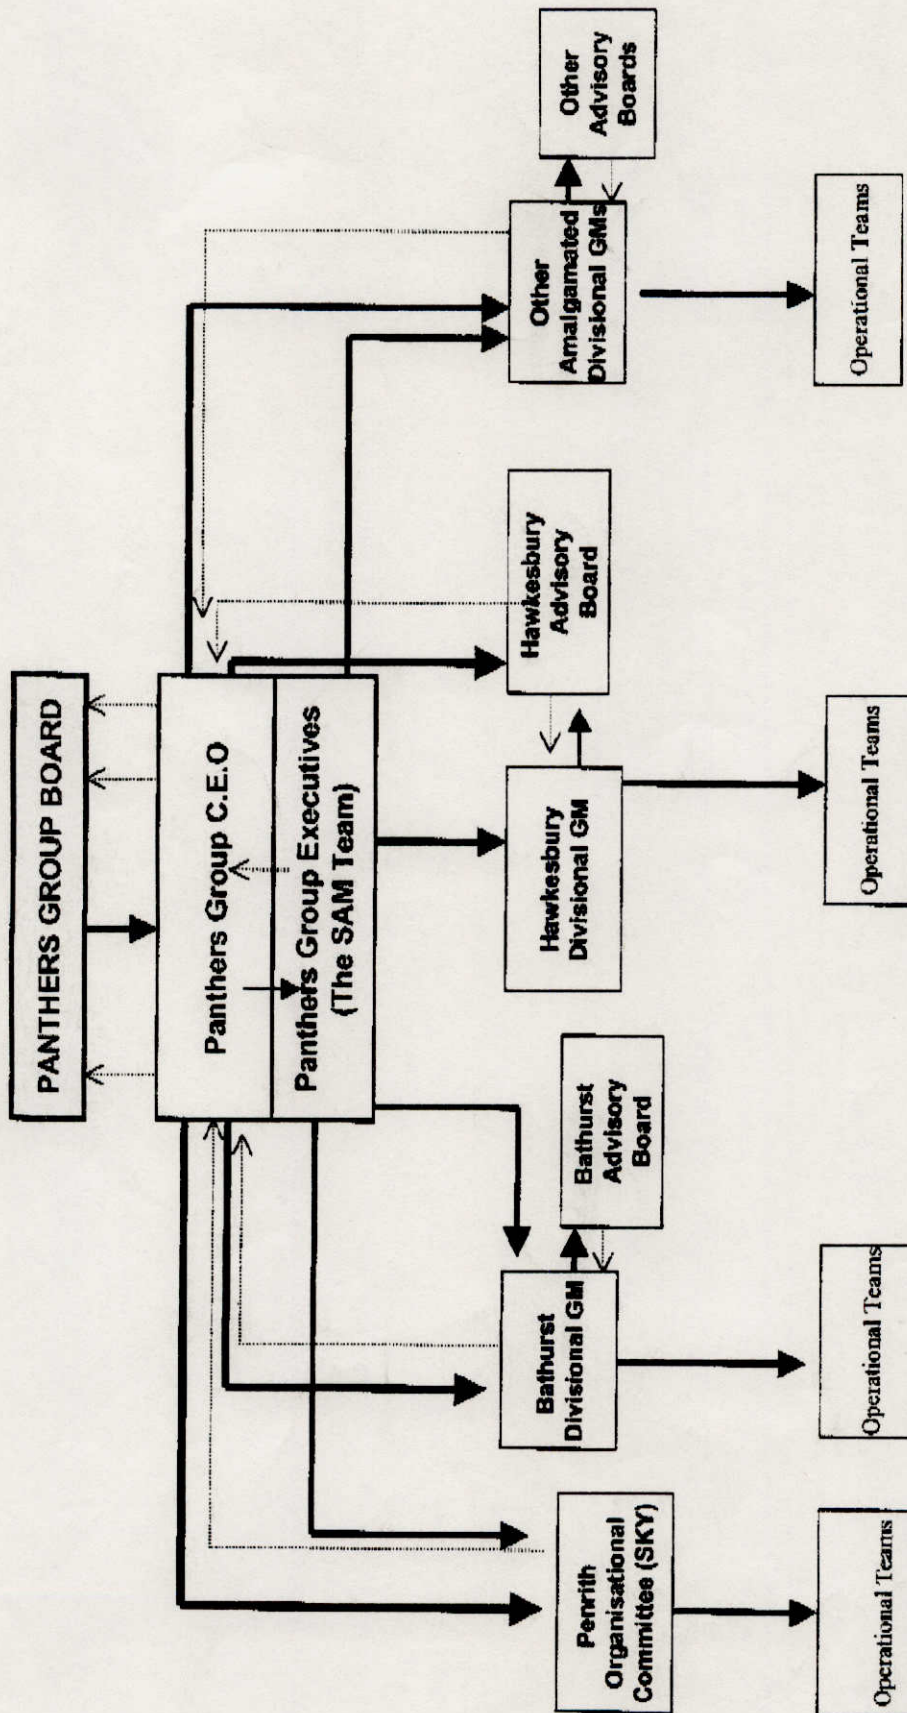 PANTHERS GROUP BOARD
Panthers Group C.E.O
Panthers Group Executives
(The SAM Team)
Penrith
Organisational
Committee (SKY)
Bathurst
Divisional GM
Bathurst
Advisory
Board
Hawkesbury
Divisional GM
Hawkesbury
Advisory
Board
Other
Amalgamated
Divisional GMs
Other
Advisory
Boards
Operational Teams
Operational Teams
Operational Teams
Operational Teams